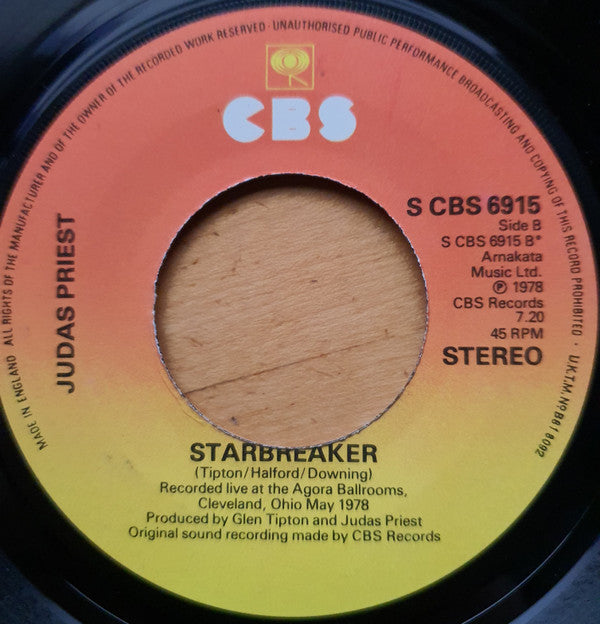 ALL RIGHTS OF THE MANUFACTURER AND OF THE OWNER OF THE RECORDED WORK RESERVED · UNAUTHORISED PUBLIC PERFORMANCE BROADCASTING AND COPYING OF THIS RECORD PROHIBITED · U.K.T.M. Nº B618092
MADE IN ENGLAND
CBS
JUDAS PRIEST
S CBS 6915
Side B
S CBS 6915 B*
Arnakata
Music Ltd.
℗ 1978
CBS Records
7.20
45 RPM
STEREO
STARBREAKER
(Tipton/Halford/Downing)
Recorded live at the Agora Ballrooms,
Cleveland, Ohio May 1978
Produced by Glen Tipton and Judas Priest
Original sound recording made by CBS Records